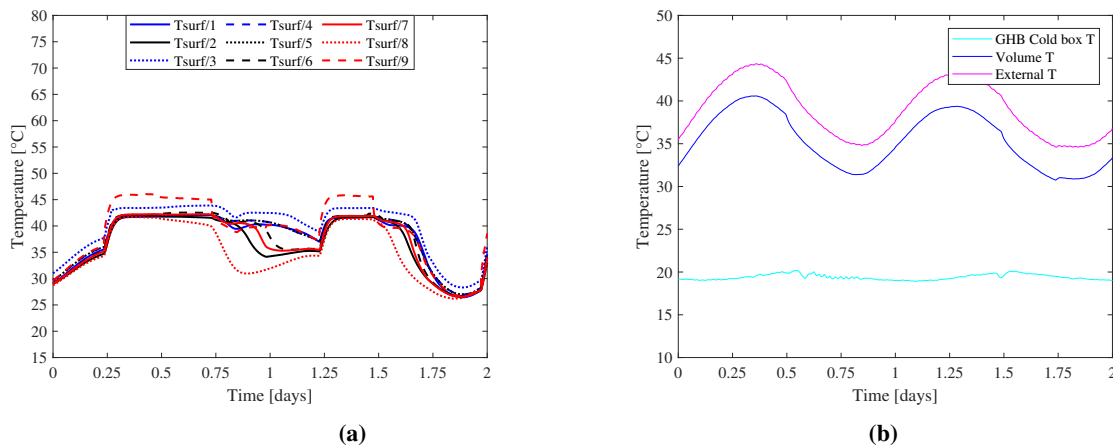 80
75
70
65
60
55
50
45
40
35
30
25
20
15
Temperature [°C]
Tsurf/1 Tsurf/4 Tsurf/7
Tsurf/2 Tsurf/5 Tsurf/8
Tsurf/3 Tsurf/6 Tsurf/9
0 0.25 0.5 0.75 1 1.25 1.5 1.75 2
Time [days]
(a)
50
45
40
35
30
25
20
15
10
Temperature [°C]
GHB Cold box T
Volume T
External T
0 0.25 0.5 0.75 1 1.25 1.5 1.75 2
Time [days]
(b)